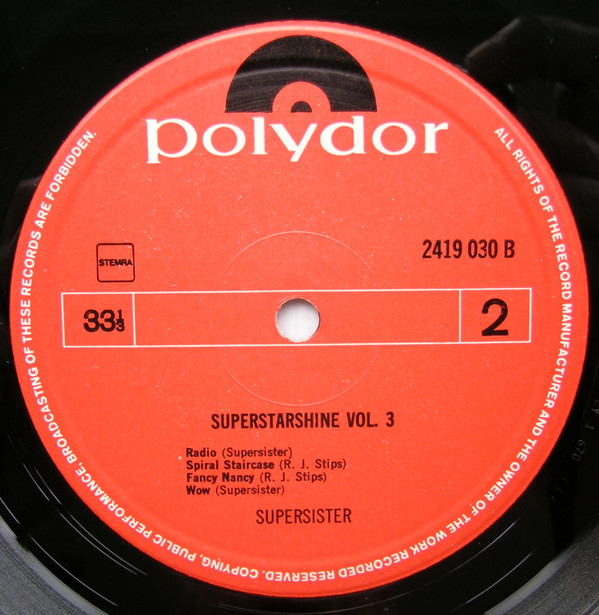 polydor
2419 030 B
STEMRA
33⅓
2
SUPERSTARSHINE VOL. 3
Radio (Supersister)
Spiral Staircase (R. J. Stips)
Fancy Nancy (R. J. Stips)
Wow (Supersister)
SUPERSISTER
ALL RIGHTS OF THE RECORD MANUFACTURER AND THE OWNER OF THE WORK RECORDED RESERVED. COPYING, PUBLIC PERFORMANCE, BROADCASTING OF THESE RECORDS ARE FORBIDDEN.